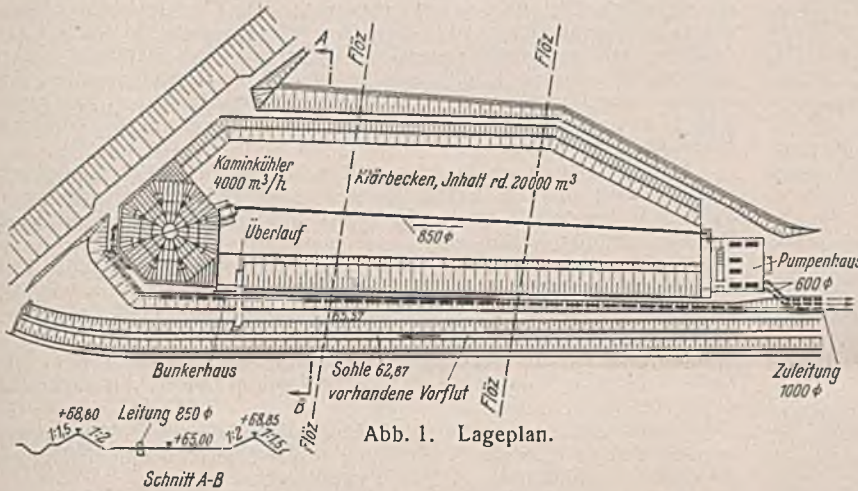 A
Flöz
Flöz
Kaminkühler
4000 m³/h
Klärbecken, Jnhalt rd. 20000 m³
Überlauf
850 ϕ
Pumpenhaus
600 ϕ
65,57
Bunkerhaus
Sohle 62,87
vorhandene Vorflut
Zuleitung
1000 ϕ
B
Flöz
Flöz
+68,60
Leitung 850 ϕ
+68,85
1:1,5
1:2
+65,00
1:2
1:1,5
Abb. 1. Lageplan.
Schnitt A-B